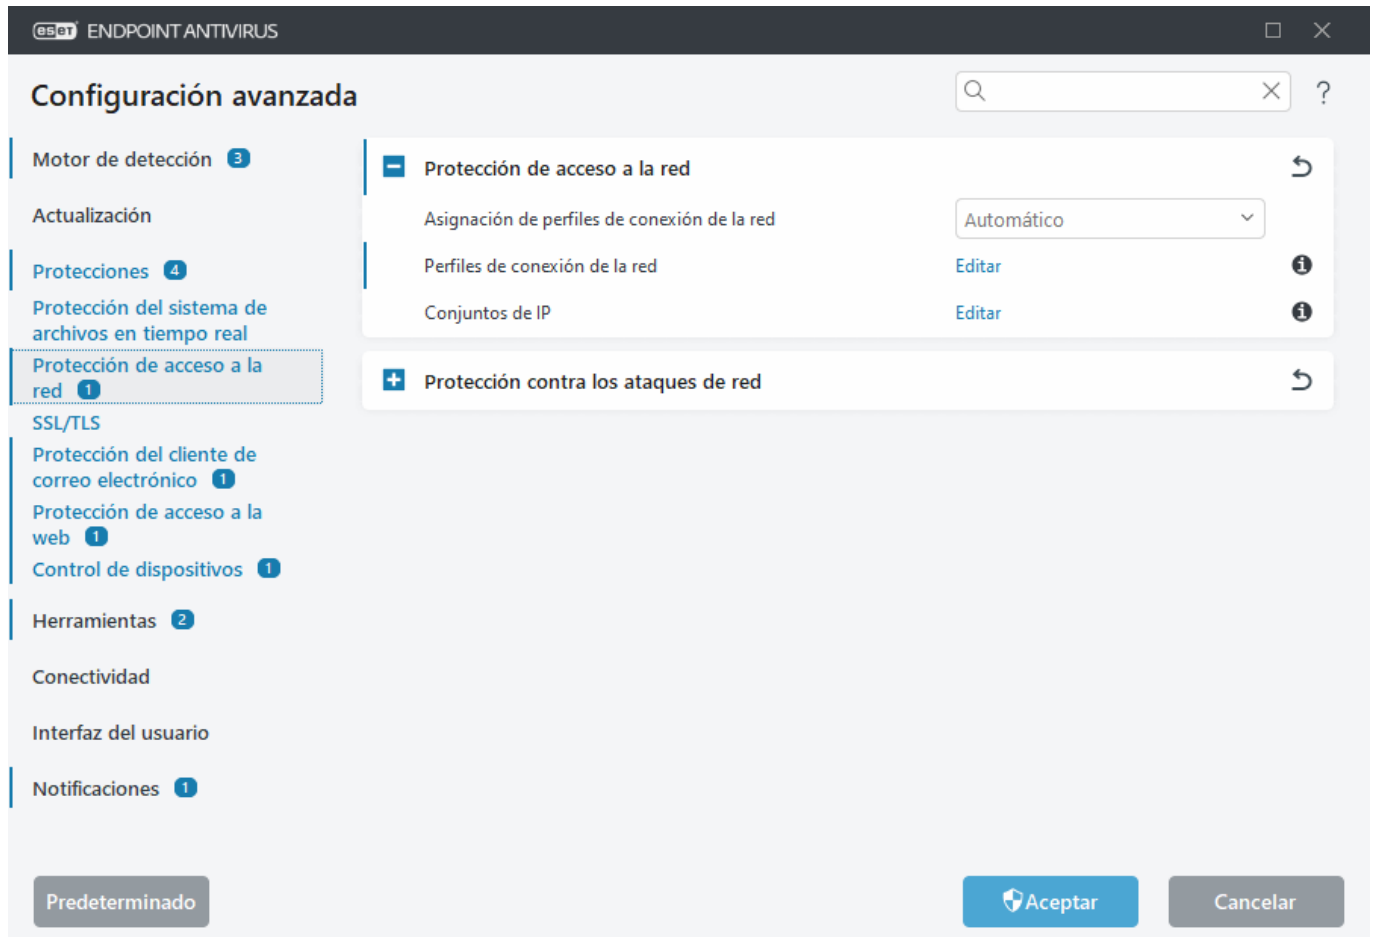 eset ENDPOINT ANTIVIRUS
Configuración avanzada
?
Motor de detección 3
Actualización
Protecciones 4
Protección del sistema de
archivos en tiempo real
Protección de acceso a la
red 1
SSL/TLS
Protección del cliente de
correo electrónico 1
Protección de acceso a la
web 1
Control de dispositivos 1
Herramientas 2
Conectividad
Interfaz del usuario
Notificaciones 1
Protección de acceso a la red
Asignación de perfiles de conexión de la red Automático
Perfiles de conexión de la red Editar
Conjuntos de IP Editar
Protección contra los ataques de red
Predeterminado
Aceptar
Cancelar